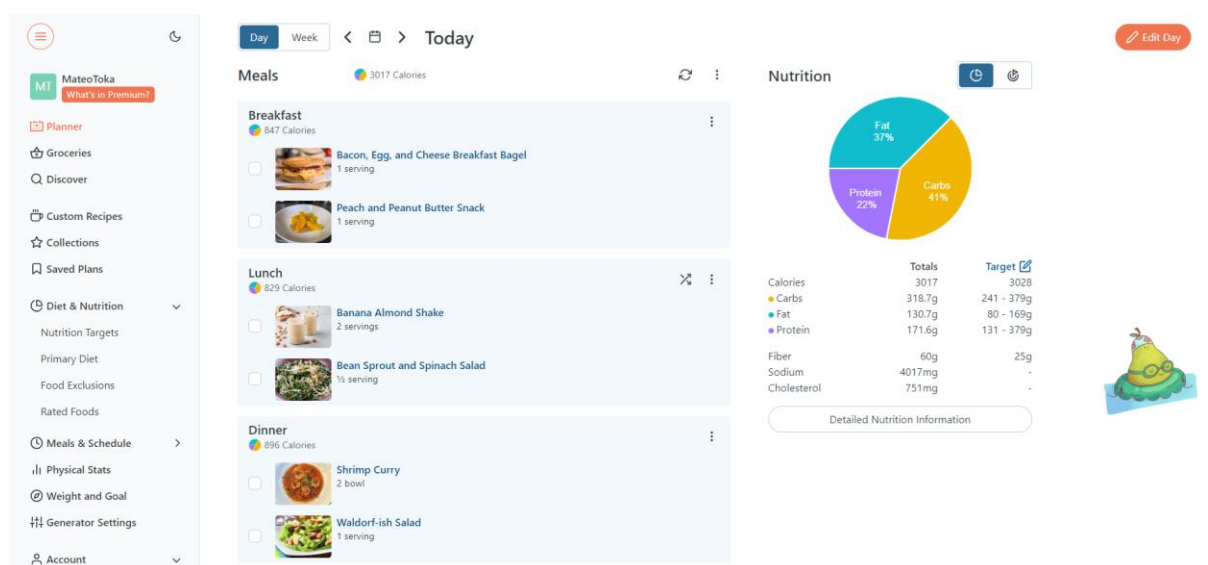 MT
MateoToka
What's in Premium?
Planner
Groceries
Discover
Custom Recipes
Collections
Saved Plans
Diet & Nutrition
Nutrition Targets
Primary Diet
Food Exclusions
Rated Foods
Meals & Schedule
Physical Stats
Weight and Goal
Generator Settings
Account
Day Week Today
Edit Day
Meals 3017 Calories
Breakfast
847 Calories
Bacon, Egg, and Cheese Breakfast Bagel
1 serving
Peach and Peanut Butter Snack
1 serving
Lunch
829 Calories
Banana Almond Shake
2 servings
Bean Sprout and Spinach Salad
½ serving
Dinner
896 Calories
Shrimp Curry
2 bowl
Waldorf-ish Salad
1 serving
Nutrition
Fat
37%
Carbs
41%
Protein
22%
Totals Target
Calories 3017 3028
Carbs 318.7g 241 - 379g
Fat 130.7g 80 - 169g
Protein 171.6g 131 - 379g
Fiber 60g 25g
Sodium 4017mg -
Cholesterol 751mg -
Detailed Nutrition Information